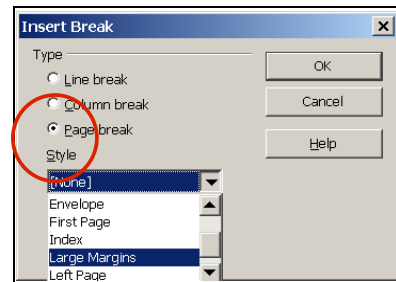 Insert Break
Type
Line break
Column break
Page break
Style
[None]
Envelope
First Page
Index
Large Margins
Left Page
OK
Cancel
Help